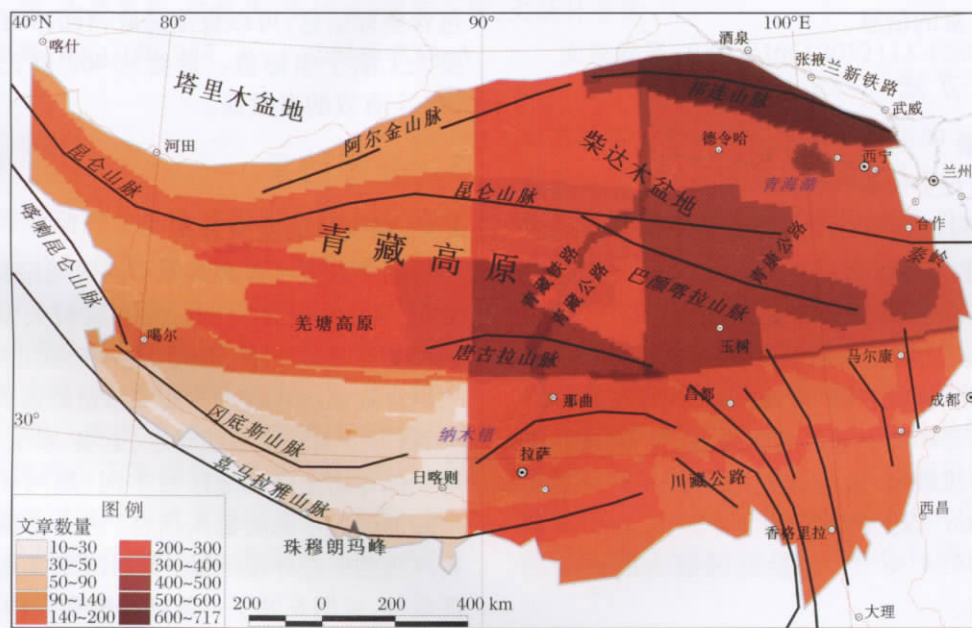 40°N
80°
90°
100°E
喀什
酒泉
张掖
兰新铁路
塔里木盆地
祁连山脉
武威
阿尔金山脉
河田
德令哈
西宁
柴达木盆地
兰州
昆仑山脉
昆仑山脉
青海湖
合作
喀喇昆仑山脉
青藏高原
青藏铁路
青藏公路
青康公路
秦岭
巴颜喀拉山脉
羌塘高原
噶尔
玉树
唐古拉山脉
马尔康
那曲
昌都
成都
30°
冈底斯山脉
纳木错
拉萨
日喀则
川藏公路
喜马拉雅山脉
西昌
珠穆朗玛峰
香格里拉
大理
图例
文章数量
10~30
30~50
50~90
90~140
140~200
200~300
300~400
400~500
500~600
600~717
200 0 200 400 km